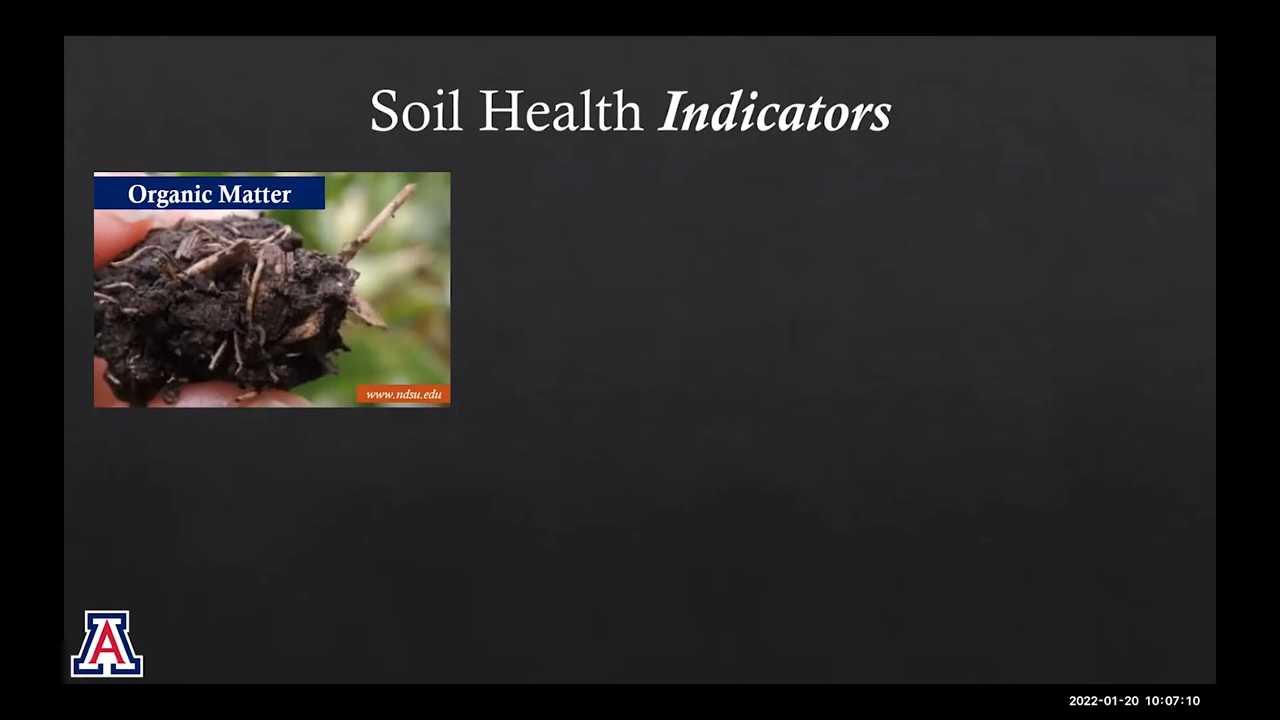 Soil Health Indicators
Organic Matter
www.ndsu.edu
A
2022-01-20 10:07:10